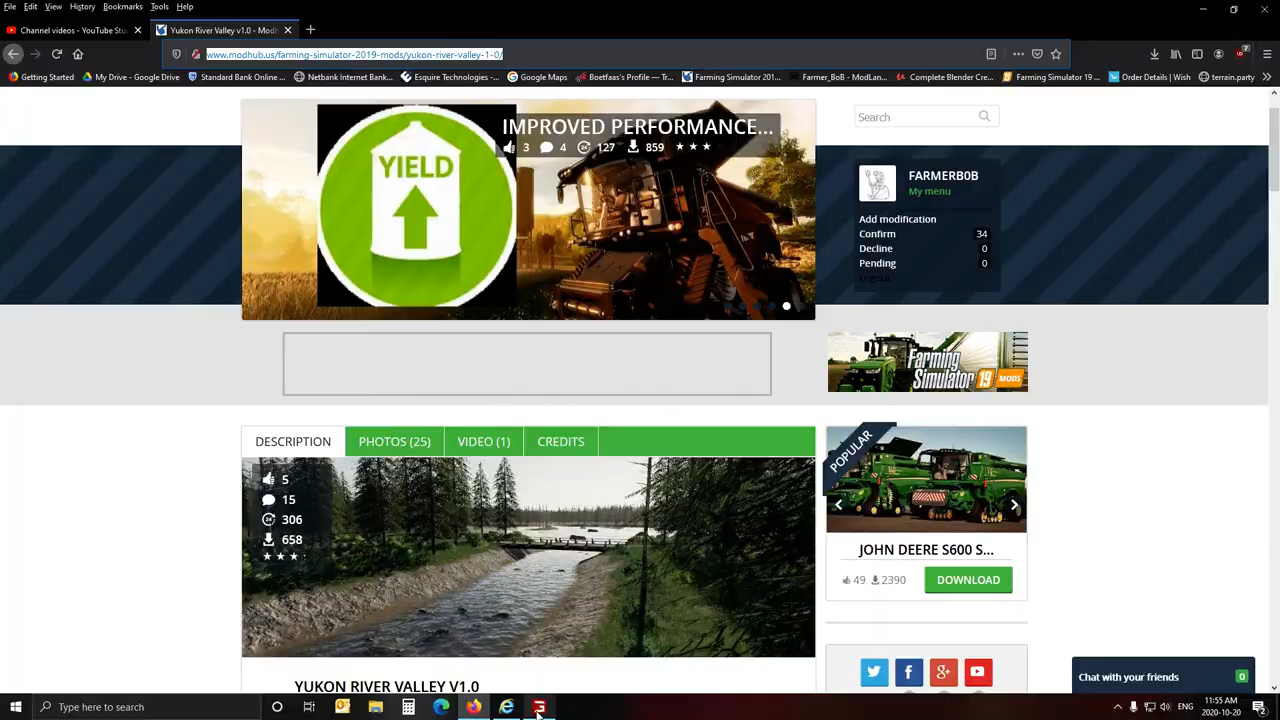 File Edit View History Bookmarks Tools Help
Channel videos - YouTube Stu
Yukon River Valley v1.0 - Modh
www.modhub.us/farming-simulator-2019-mods/yukon-river-valley-1-0/
Getting Started
My Drive - Google Drive
Standard Bank Online ...
Netbank Internet Bank...
Esquire Technologies -...
Google Maps
Boetfaas's Profile — Tr...
Farming Simulator 201...
Farmer_BoB - ModLan...
Complete Blender Cre...
Farming Simulator 19 ...
Order Details | Wish
terrain.party
IMPROVED PERFORMANCE...
3 4 127 859
YIELD
Search
FARMERB0B
My menu
Add modification
Confirm 34
Decline 0
Pending 0
Logout
Farming Simulator 19 MODS
DESCRIPTION
PHOTOS (25)
VIDEO (1)
CREDITS
5
15
306
658
POPULAR
JOHN DEERE S600 S...
49 2390
DOWNLOAD
YUKON RIVER VALLEY V1.0
Chat with your friends 0
Type here to search
ENG
11:55 AM
2020-10-20
2